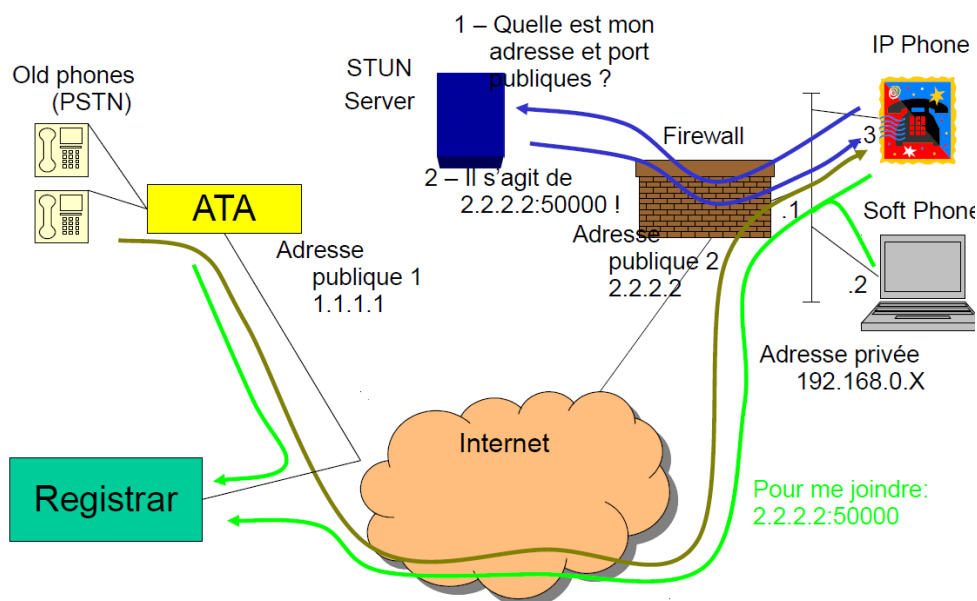 1 – Quelle est mon
adresse et port
publiques ?
IP Phone
Old phones
(PSTN)
STUN
Server
Firewall
.3
2 – Il s'agit de
2.2.2.2:50000 !
ATA
.1
Soft Phone
Adresse
publique 1
1.1.1.1
Adresse
publique 2
2.2.2.2
.2
Adresse privée
192.168.0.X
Internet
Registrar
Pour me joindre:
2.2.2.2:50000